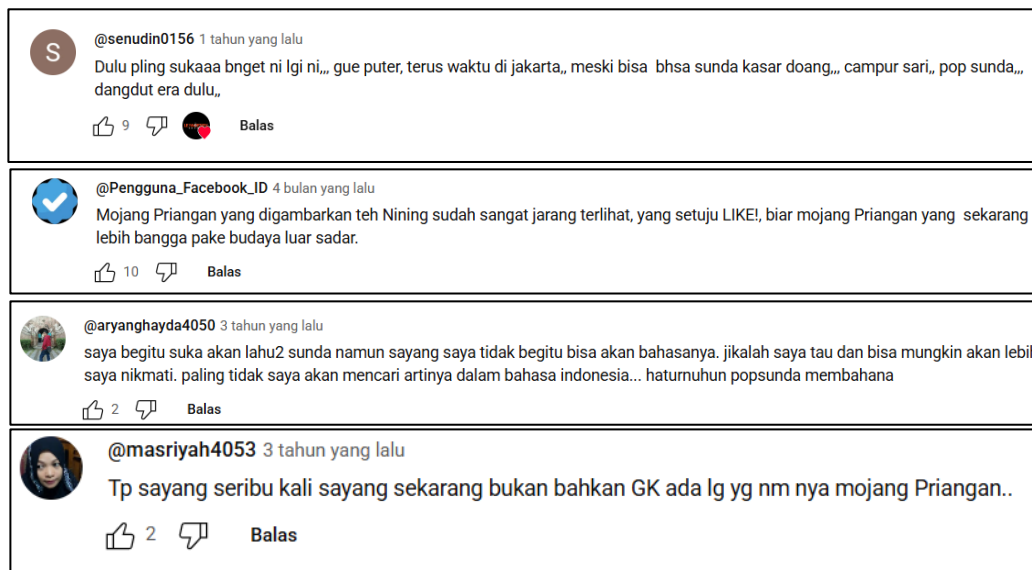 S
@senudin0156 1 tahun yang lalu
Dulu pling sukaaa bnget ni lgi ni,,, gue puter, terus waktu di jakarta,, meski bisa bhsa sunda kasar doang,,, campur sari,, pop sunda,,,
dangdut era dulu,,
9 Balas
@Pengguna_Facebook_ID 4 bulan yang lalu
Mojang Priangan yang digambarkan teh Nining sudah sangat jarang terlihat, yang setuju LIKE!, biar mojang Priangan yang sekarang
lebih bangga pake budaya luar sadar.
10 Balas
@aryanghayda4050 3 tahun yang lalu
saya begitu suka akan lahu2 sunda namun sayang saya tidak begitu bisa akan bahasanya. jikalah saya tau dan bisa mungkin akan lebih
saya nikmati. paling tidak saya akan mencari artinya dalam bahasa indonesia... haturnuhun popsunda membahana
2 Balas
@masriyah4053 3 tahun yang lalu
Tp sayang seribu kali sayang sekarang bukan bahkan GK ada lg yg nm nya mojang Priangan..
2 Balas